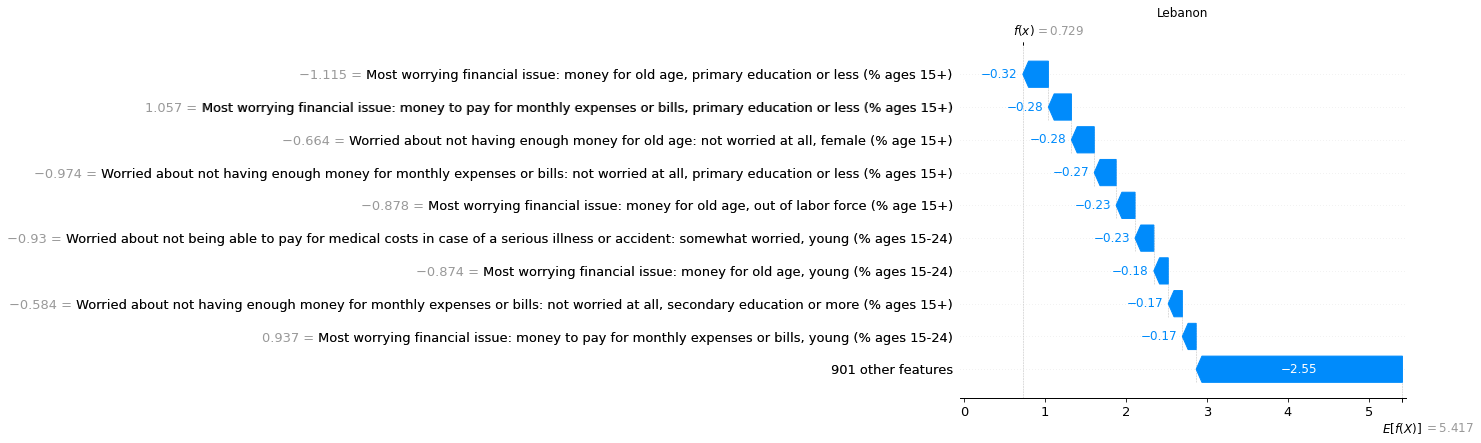 Lebanon
f(x) = 0.729
−1.115 = Most worrying financial issue: money for old age, primary education or less (% ages 15+)
−0.32
1.057 = Most worrying financial issue: money to pay for monthly expenses or bills, primary education or less (% ages 15+)
−0.28
−0.664 = Worried about not having enough money for old age: not worried at all, female (% age 15+)
−0.28
−0.974 = Worried about not having enough money for monthly expenses or bills: not worried at all, primary education or less (% ages 15+)
−0.27
−0.878 = Most worrying financial issue: money for old age, out of labor force (% age 15+)
−0.23
−0.93 = Worried about not being able to pay for medical costs in case of a serious illness or accident: somewhat worried, young (% ages 15-24)
−0.23
−0.874 = Most worrying financial issue: money for old age, young (% ages 15-24)
−0.18
−0.584 = Worried about not having enough money for monthly expenses or bills: not worried at all, secondary education or more (% ages 15+)
−0.17
0.937 = Most worrying financial issue: money to pay for monthly expenses or bills, young (% ages 15-24)
−0.17
901 other features
−2.55
0 1 2 3 4 5
E[f(X)] = 5.417